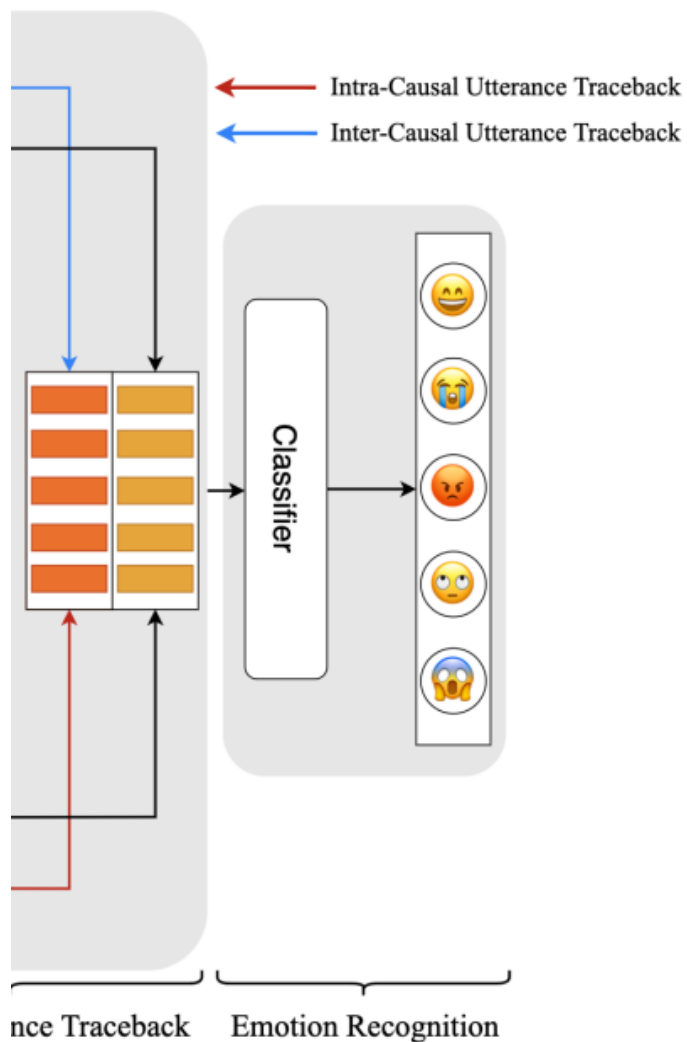 Intra-Causal Utterance Traceback
Inter-Causal Utterance Traceback
Classifier
nce Traceback
Emotion Recognition